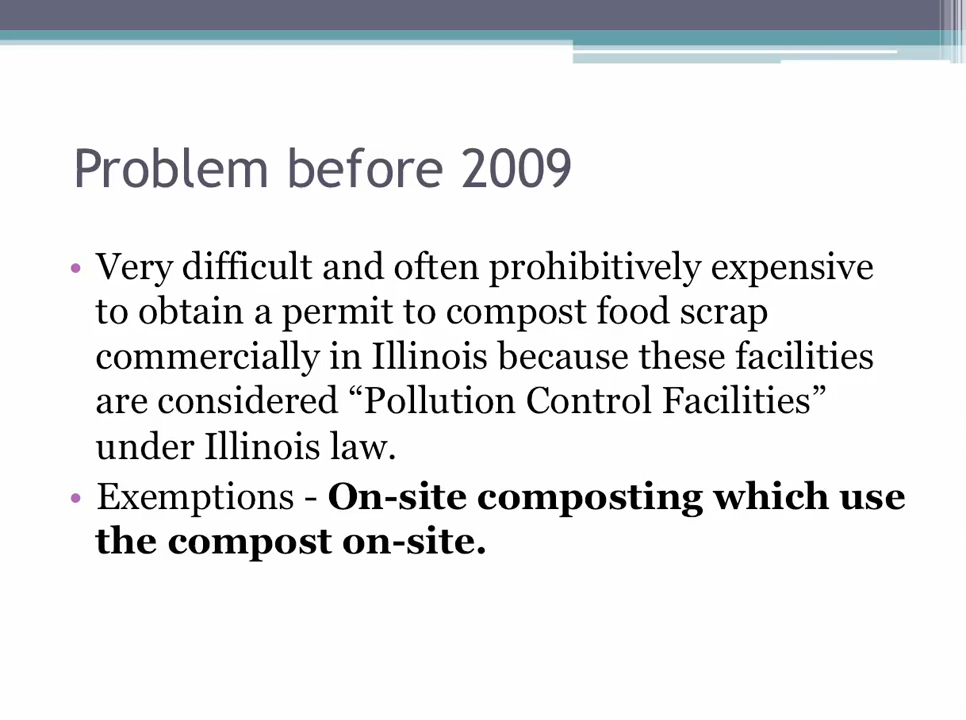 Problem before 2009
• Very difficult and often prohibitively expensive
to obtain a permit to compost food scrap
commercially in Illinois because these facilities
are considered “Pollution Control Facilities”
under Illinois law.
• Exemptions - On-site composting which use
the compost on-site.